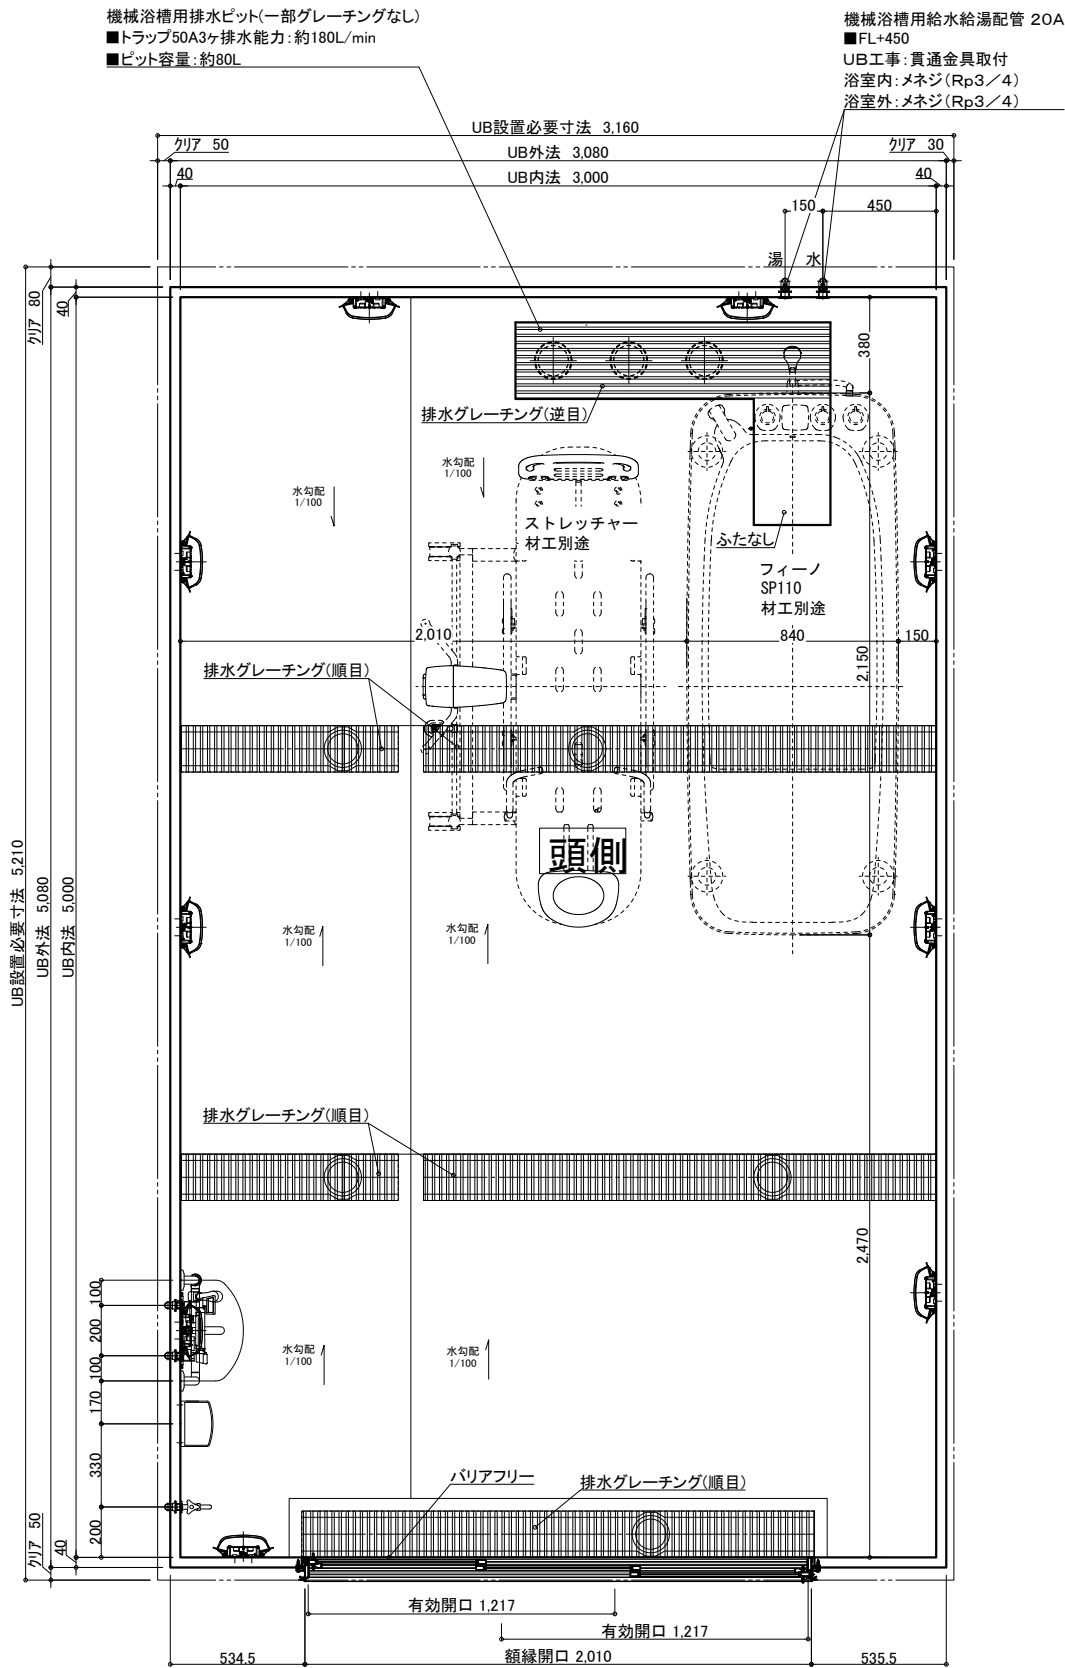 機械浴槽用排水ピット(一部グレーチングなし)
■トラップ50A3ヶ排水能力：約180L/min
■ピット容量：約80L
機械浴槽用給水給湯配管 20A
■FL+450
UB工事：貫通金具取付
浴室内：メネジ(Rp3／4)
浴室外：メネジ(Rp3／4)
UB設置必要寸法 3,160
クリア 50
UB外法 3,080
クリア 30
40
UB内法 3,000
40
150
450
湯 水
クリア 80
40
380
排水グレーチング(逆目)
水勾配
1/100
水勾配
1/100
ストレッチャー
材工別途
ふたなし
フィーノ
SP110
材工別途
2,010
840
150
2,150
排水グレーチング(順目)
頭側
UB設置必要寸法 5,210
UB外法 5,080
UB内法 5,000
水勾配
1/100
水勾配
1/100
排水グレーチング(順目)
2,470
100
200
100
170
330
200
水勾配
1/100
水勾配
1/100
バリアフリー
排水グレーチング(順目)
クリア 50
40
有効開口 1,217
有効開口 1,217
534.5
額縁開口 2,010
535.5